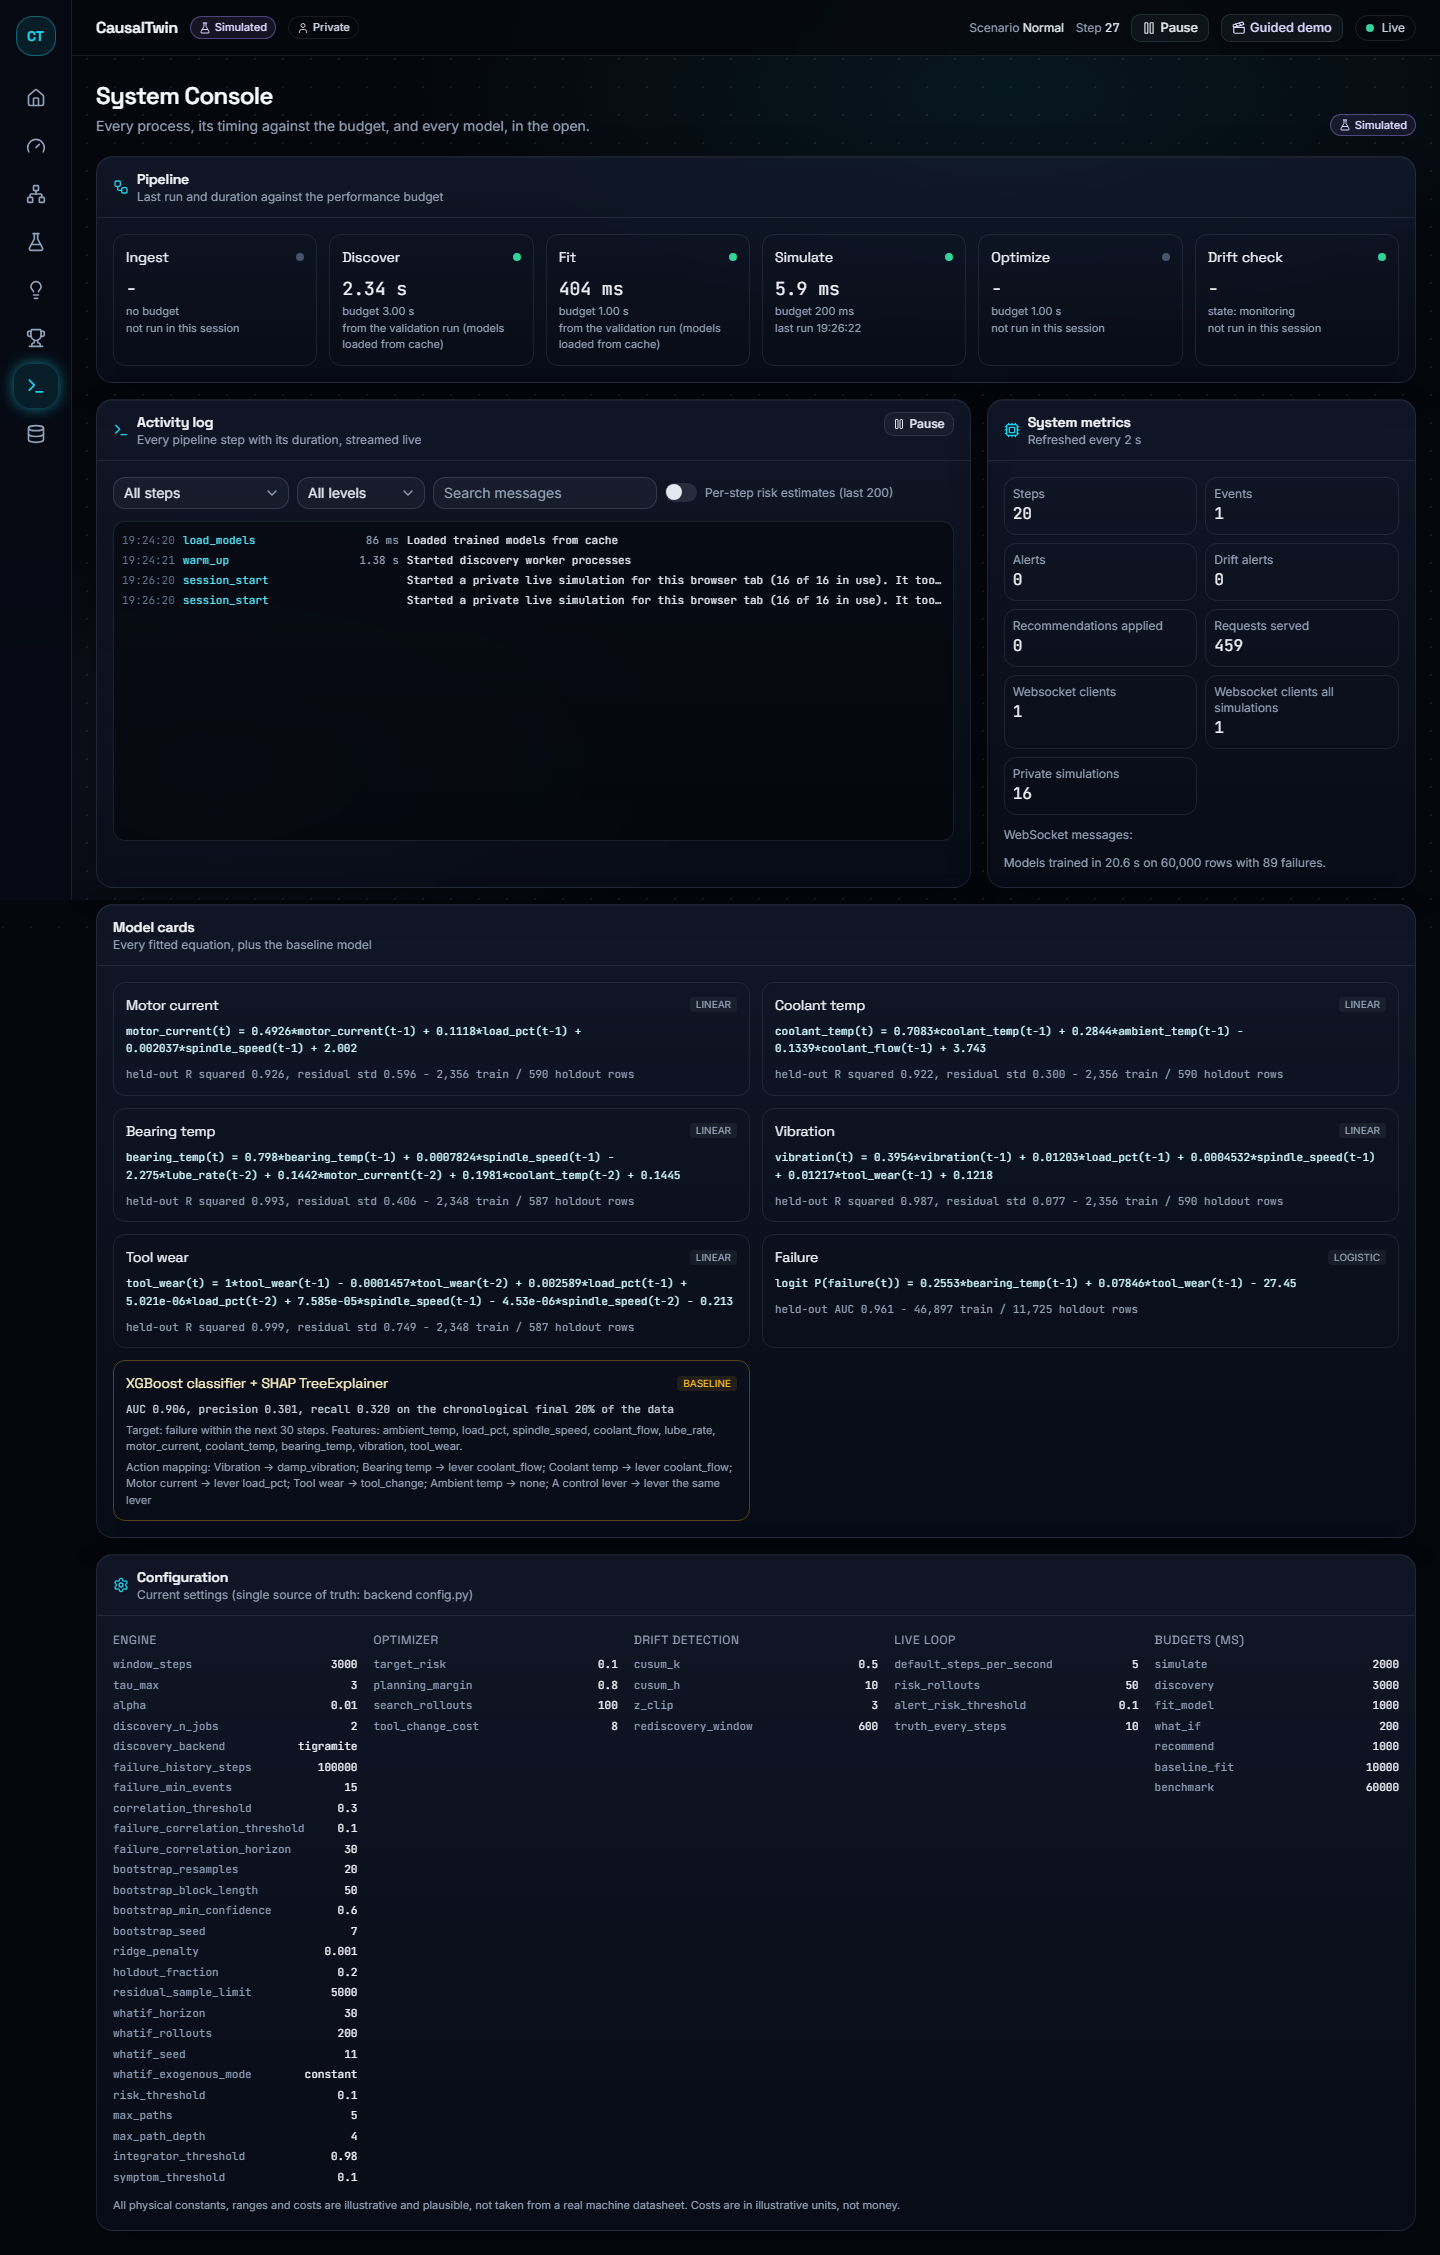 CT
CausalTwin
Simulated
Private
Scenario Normal
Step 27
Pause
Guided demo
Live
System Console
Every process, its timing against the budget, and every model, in the open.
Simulated
Pipeline
Last run and duration against the performance budget
Ingest
-
no budget
not run in this session
Discover
2.34 s
budget 3.00 s
from the validation run (models
loaded from cache)
Fit
404 ms
budget 1.00 s
from the validation run (models
loaded from cache)
Simulate
5.9 ms
budget 200 ms
last run 19:26:22
Optimize
-
budget 1.00 s
not run in this session
Drift check
-
state: monitoring
not run in this session
Activity log
Every pipeline step with its duration, streamed live
Pause
All steps
All levels
Search messages
Per-step risk estimates (last 200)
19:24:20 load_models 86 ms Loaded trained models from cache
19:24:21 warm_up 1.38 s Started discovery worker processes
19:26:20 session_start Started a private live simulation for this browser tab (16 of 16 in use). It too…
19:26:20 session_start Started a private live simulation for this browser tab (16 of 16 in use). It too…
System metrics
Refreshed every 2 s
Steps
20
Events
1
Alerts
0
Drift alerts
0
Recommendations applied
0
Requests served
459
Websocket clients
1
Websocket clients all
simulations
1
Private simulations
16
WebSocket messages:
Models trained in 20.6 s on 60,000 rows with 89 failures.
Model cards
Every fitted equation, plus the baseline model
Motor current
LINEAR
motor_current(t) = 0.4926*motor_current(t-1) + 0.1118*load_pct(t-1) +
0.002037*spindle_speed(t-1) + 2.002
held-out R squared 0.926, residual std 0.596 - 2,356 train / 590 holdout rows
Coolant temp
LINEAR
coolant_temp(t) = 0.7083*coolant_temp(t-1) + 0.2844*ambient_temp(t-1) -
0.1339*coolant_flow(t-1) + 3.743
held-out R squared 0.922, residual std 0.300 - 2,356 train / 590 holdout rows
Bearing temp
LINEAR
bearing_temp(t) = 0.798*bearing_temp(t-1) + 0.0007824*spindle_speed(t-1) -
2.275*lube_rate(t-2) + 0.1442*motor_current(t-2) + 0.1981*coolant_temp(t-2) + 0.1445
held-out R squared 0.993, residual std 0.406 - 2,348 train / 587 holdout rows
Vibration
LINEAR
vibration(t) = 0.3954*vibration(t-1) + 0.01203*load_pct(t-1) + 0.0004532*spindle_speed(t-1)
+ 0.01217*tool_wear(t-1) + 0.1218
held-out R squared 0.987, residual std 0.077 - 2,356 train / 590 holdout rows
Tool wear
LINEAR
tool_wear(t) = 1*tool_wear(t-1) - 0.0001457*tool_wear(t-2) + 0.002589*load_pct(t-1) +
5.021e-06*load_pct(t-2) + 7.585e-05*spindle_speed(t-1) - 4.53e-06*spindle_speed(t-2) - 0.213
held-out R squared 0.999, residual std 0.749 - 2,348 train / 587 holdout rows
Failure
LOGISTIC
logit P(failure(t)) = 0.2553*bearing_temp(t-1) + 0.07846*tool_wear(t-1) - 27.45
held-out AUC 0.961 - 46,897 train / 11,725 holdout rows
XGBoost classifier + SHAP TreeExplainer
BASELINE
AUC 0.906, precision 0.301, recall 0.320 on the chronological final 20% of the data
Target: failure within the next 30 steps. Features: ambient_temp, load_pct, spindle_speed, coolant_flow, lube_rate,
motor_current, coolant_temp, bearing_temp, vibration, tool_wear.
Action mapping: Vibration → damp_vibration; Bearing temp → lever coolant_flow; Coolant temp → lever coolant_flow;
Motor current → lever load_pct; Tool wear → tool_change; Ambient temp → none; A control lever → lever the same
lever
Configuration
Current settings (single source of truth: backend config.py)
ENGINE
window_steps 3000
tau_max 3
alpha 0.01
discovery_n_jobs 2
discovery_backend tigramite
failure_history_steps 100000
failure_min_events 15
correlation_threshold 0.3
failure_correlation_threshold 0.1
failure_correlation_horizon 30
bootstrap_resamples 20
bootstrap_block_length 50
bootstrap_min_confidence 0.6
bootstrap_seed 7
ridge_penalty 0.001
holdout_fraction 0.2
residual_sample_limit 5000
whatif_horizon 30
whatif_rollouts 200
whatif_seed 11
whatif_exogenous_mode constant
risk_threshold 0.1
max_paths 5
max_path_depth 4
integrator_threshold 0.98
symptom_threshold 0.1
OPTIMIZER
target_risk 0.1
planning_margin 0.8
search_rollouts 100
tool_change_cost 8
DRIFT DETECTION
cusum_k 0.5
cusum_h 10
z_clip 3
rediscovery_window 600
LIVE LOOP
default_steps_per_second 5
risk_rollouts 50
alert_risk_threshold 0.1
truth_every_steps 10
BUDGETS (MS)
simulate 2000
discovery 3000
fit_model 1000
what_if 200
recommend 1000
baseline_fit 10000
benchmark 60000
All physical constants, ranges and costs are illustrative and plausible, not taken from a real machine datasheet. Costs are in illustrative units, not money.